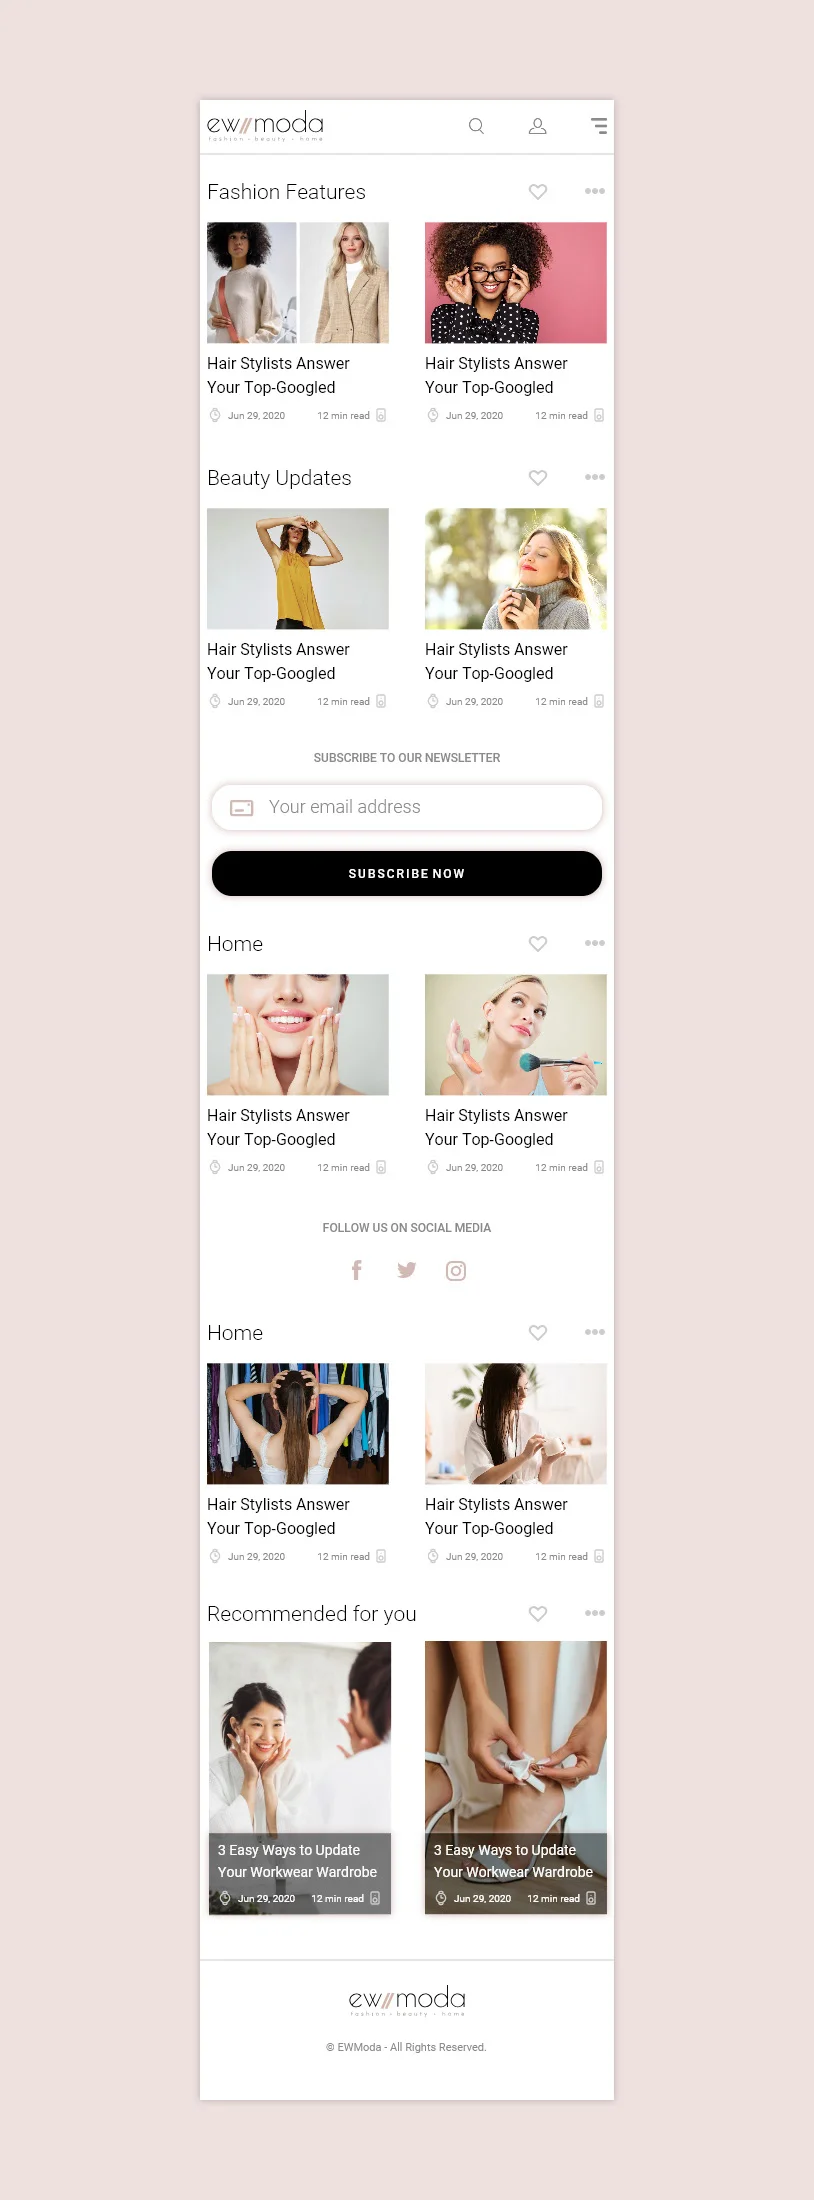 ew//moda
fashion - beauty - home
Fashion Features
Hair Stylists Answer
Your Top-Googled
Jun 29, 2020 12 min read
Hair Stylists Answer
Your Top-Googled
Jun 29, 2020 12 min read
Beauty Updates
Hair Stylists Answer
Your Top-Googled
Jun 29, 2020 12 min read
Hair Stylists Answer
Your Top-Googled
Jun 29, 2020 12 min read
SUBSCRIBE TO OUR NEWSLETTER
Your email address
SUBSCRIBE NOW
Home
Hair Stylists Answer
Your Top-Googled
Jun 29, 2020 12 min read
Hair Stylists Answer
Your Top-Googled
Jun 29, 2020 12 min read
FOLLOW US ON SOCIAL MEDIA
Home
Hair Stylists Answer
Your Top-Googled
Jun 29, 2020 12 min read
Hair Stylists Answer
Your Top-Googled
Jun 29, 2020 12 min read
Recommended for you
3 Easy Ways to Update
Your Workwear Wardrobe
Jun 29, 2020 12 min read
3 Easy Ways to Update
Your Workwear Wardrobe
Jun 29, 2020 12 min read
ew//moda
fashion - beauty - home
© EWModa - All Rights Reserved.